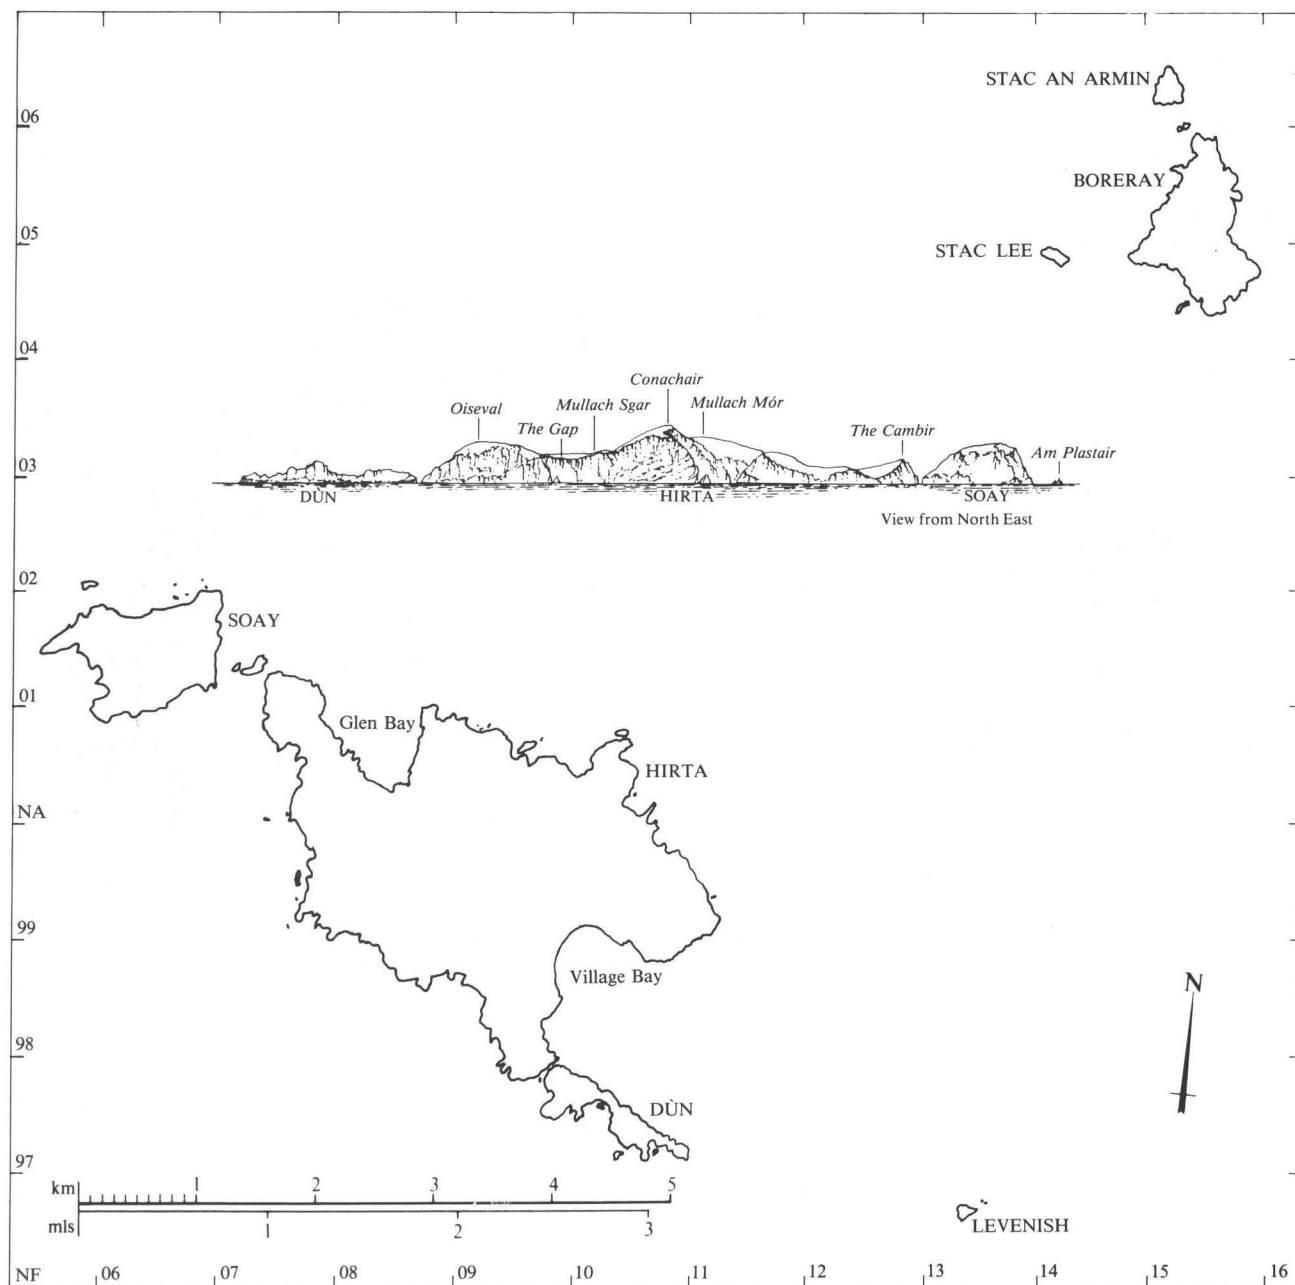 STAC AN ARMIN
06
BORERAY
05
STAC LEE
04
Conachair
Oiseval
Mullach Sgar
Mullach Mór
The Gap
The Cambir
Am Plastair
03
DÙN
HIRTA
SOAY
View from North East
02
SOAY
01
Glen Bay
HIRTA
NA
99
Village Bay
N
98
DÙN
97
km 1 2 3 4 5
mls 1 2 3
LEVENISH
NF 06 07 08 09 10 11 12 13 14 15 16